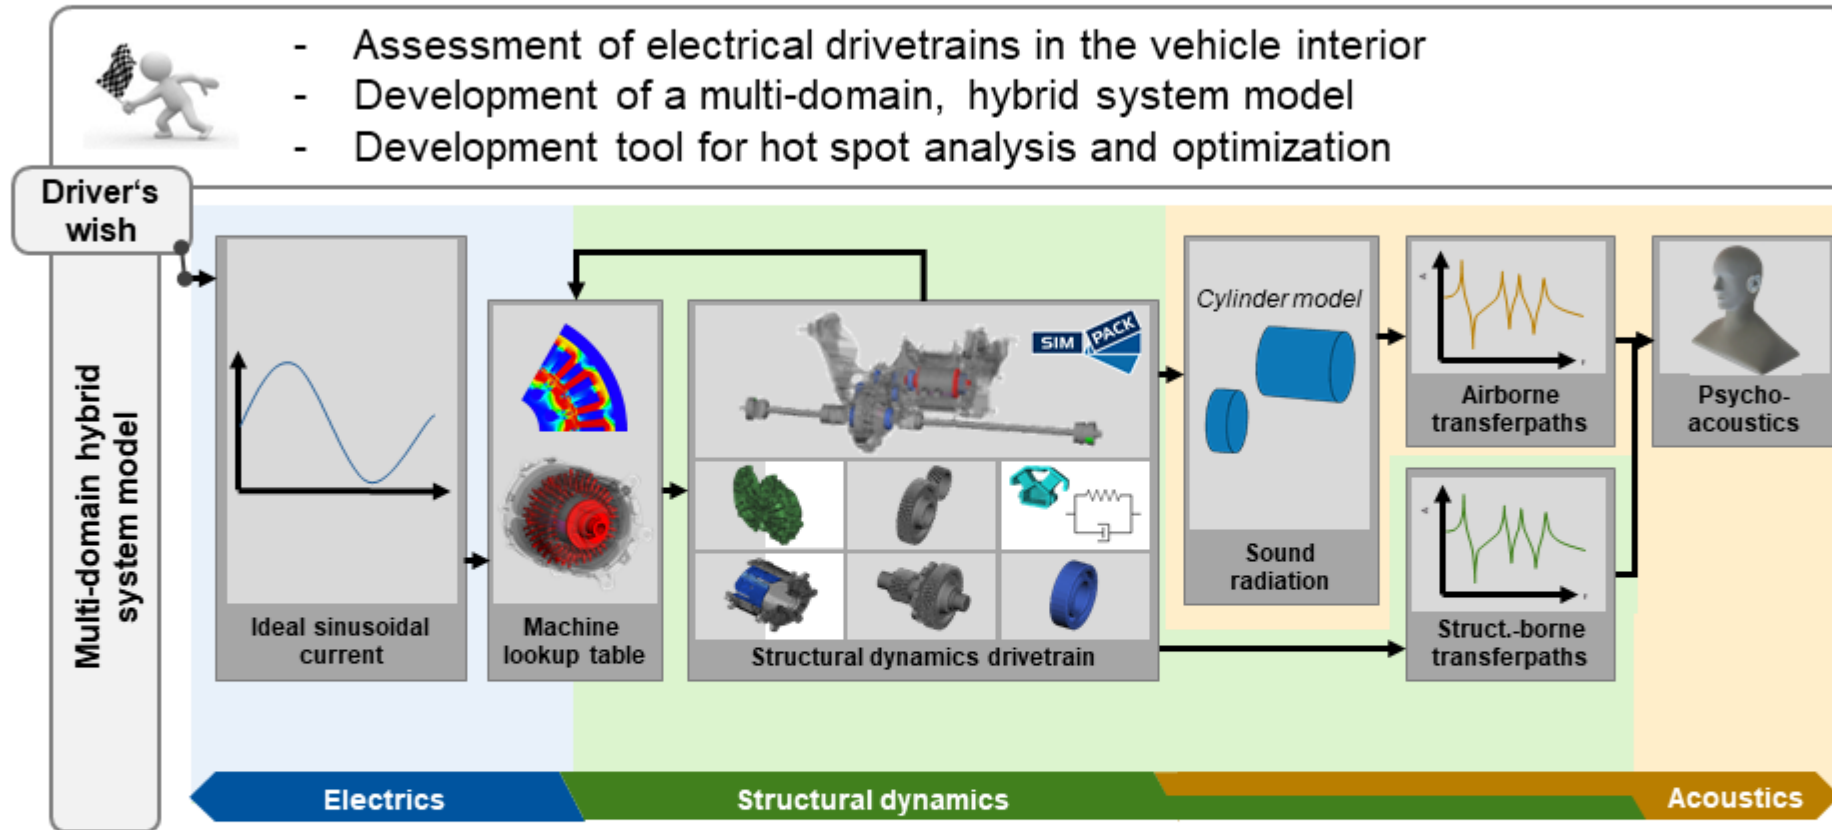 - Assessment of electrical drivetrains in the vehicle interior
- Development of a multi-domain, hybrid system model
- Development tool for hot spot analysis and optimization
Driver's
wish
Multi-domain hybrid
system model
Ideal sinusoidal
current
Machine
lookup table
SIM PACK
Structural dynamics drivetrain
Cylinder model
Sound
radiation
Airborne
transferpaths
Struct.-borne
transferpaths
Psycho-
acoustics
Electrics
Structural dynamics
Acoustics